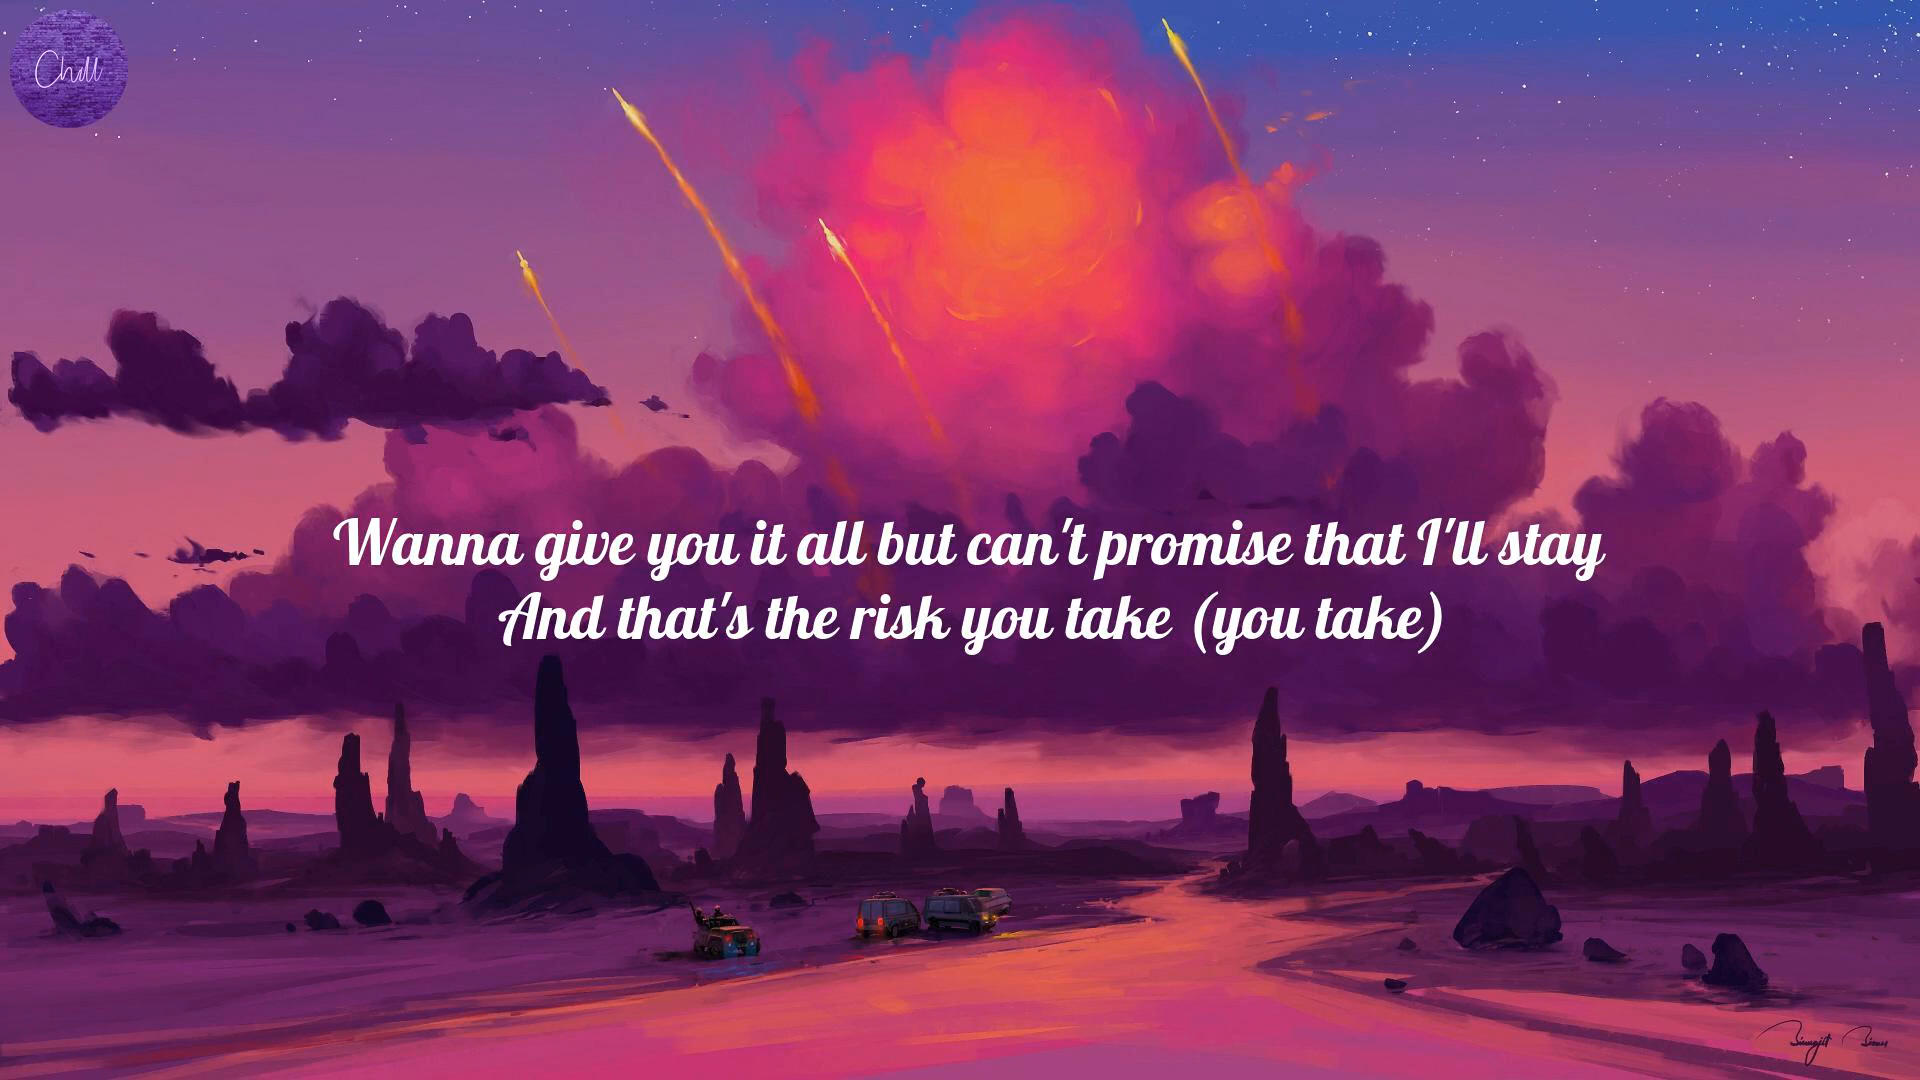 Chill
Wanna give you it all but can't promise that I'll stay
And that's the risk you take (you take)